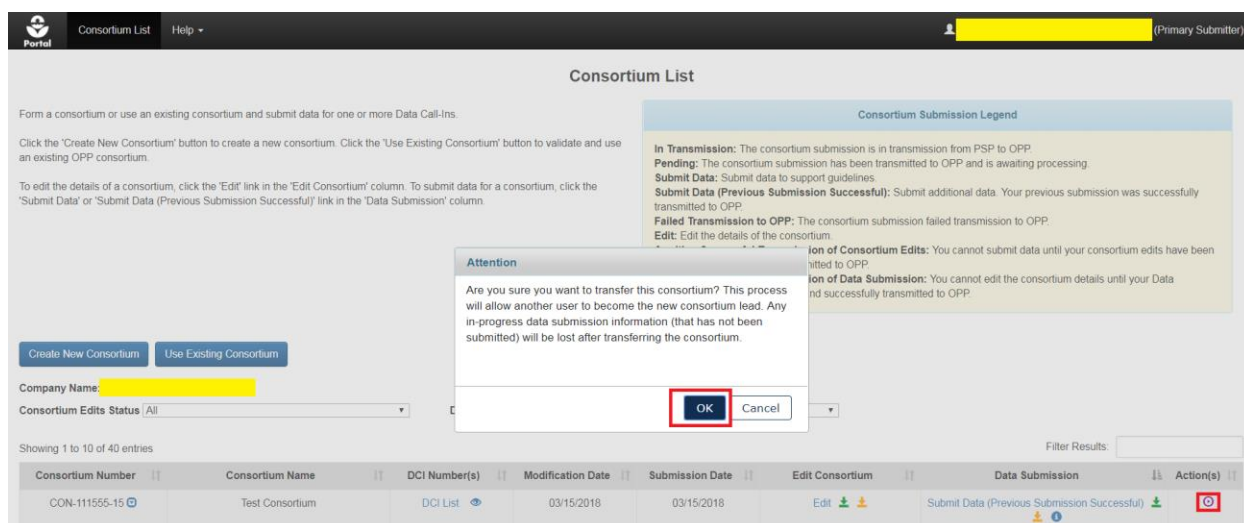 Portal
Consortium List
Help
(Primary Submitter)
Consortium List
Form a consortium or use an existing consortium and submit data for one or more Data Call-Ins.
Click the 'Create New Consortium' button to create a new consortium. Click the 'Use Existing Consortium' button to validate and use
an existing OPP consortium.
To edit the details of a consortium, click the 'Edit' link in the 'Edit Consortium' column. To submit data for a consortium, click the
'Submit Data' or 'Submit Data (Previous Submission Successful)' link in the 'Data Submission' column.
Consortium Submission Legend
In Transmission: The consortium submission is in transmission from PSP to OPP.
Pending: The consortium submission has been transmitted to OPP and is awaiting processing.
Submit Data: Submit data to support guidelines.
Submit Data (Previous Submission Successful): Submit additional data. Your previous submission was successfully
transmitted to OPP.
Failed Transmission to OPP: The consortium submission failed transmission to OPP.
Edit: Edit the details of the consortium.
of Consortium Edits: You cannot submit data until your consortium edits have been
to OPP.
of Data Submission: You cannot edit the consortium details until your Data
successfully transmitted to OPP.
Attention
Are you sure you want to transfer this consortium? This process
will allow another user to become the new consortium lead. Any
in-progress data submission information (that has not been
submitted) will be lost after transferring the consortium.
OK
Cancel
Create New Consortium
Use Existing Consortium
Company Name:
Consortium Edits Status All
Showing 1 to 10 of 40 entries
Filter Results:
Consortium Number Consortium Name DCI Number(s) Modification Date Submission Date Edit Consortium Data Submission Action(s)
CON-111555-15 Test Consortium DCI List 03/15/2018 03/15/2018 Edit Submit Data (Previous Submission Successful)